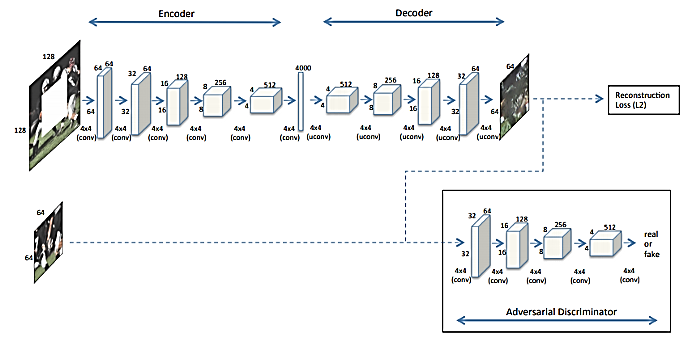 Encoder
Decoder
128
128
64 64
64
4x4
(conv)
32 64
32
4x4
(conv)
16 128
16
4x4
(conv)
8 256
8
4x4
(conv)
4 512
4
4x4
(conv)
4000
4x4
(conv)
4 512
4
4x4
(uconv)
8 256
8
4x4
(uconv)
16 128
16
4x4
(uconv)
32 64
32
4x4
(uconv)
64
64
4x4
(uconv)
Reconstruction
Loss (L2)
64
64
32 64
32
4x4
(conv)
16 128
16
4x4
(conv)
8 256
8
4x4
(conv)
4 512
4
4x4
(conv)
4x4
(conv)
real
or
fake
Adversarial Discriminator